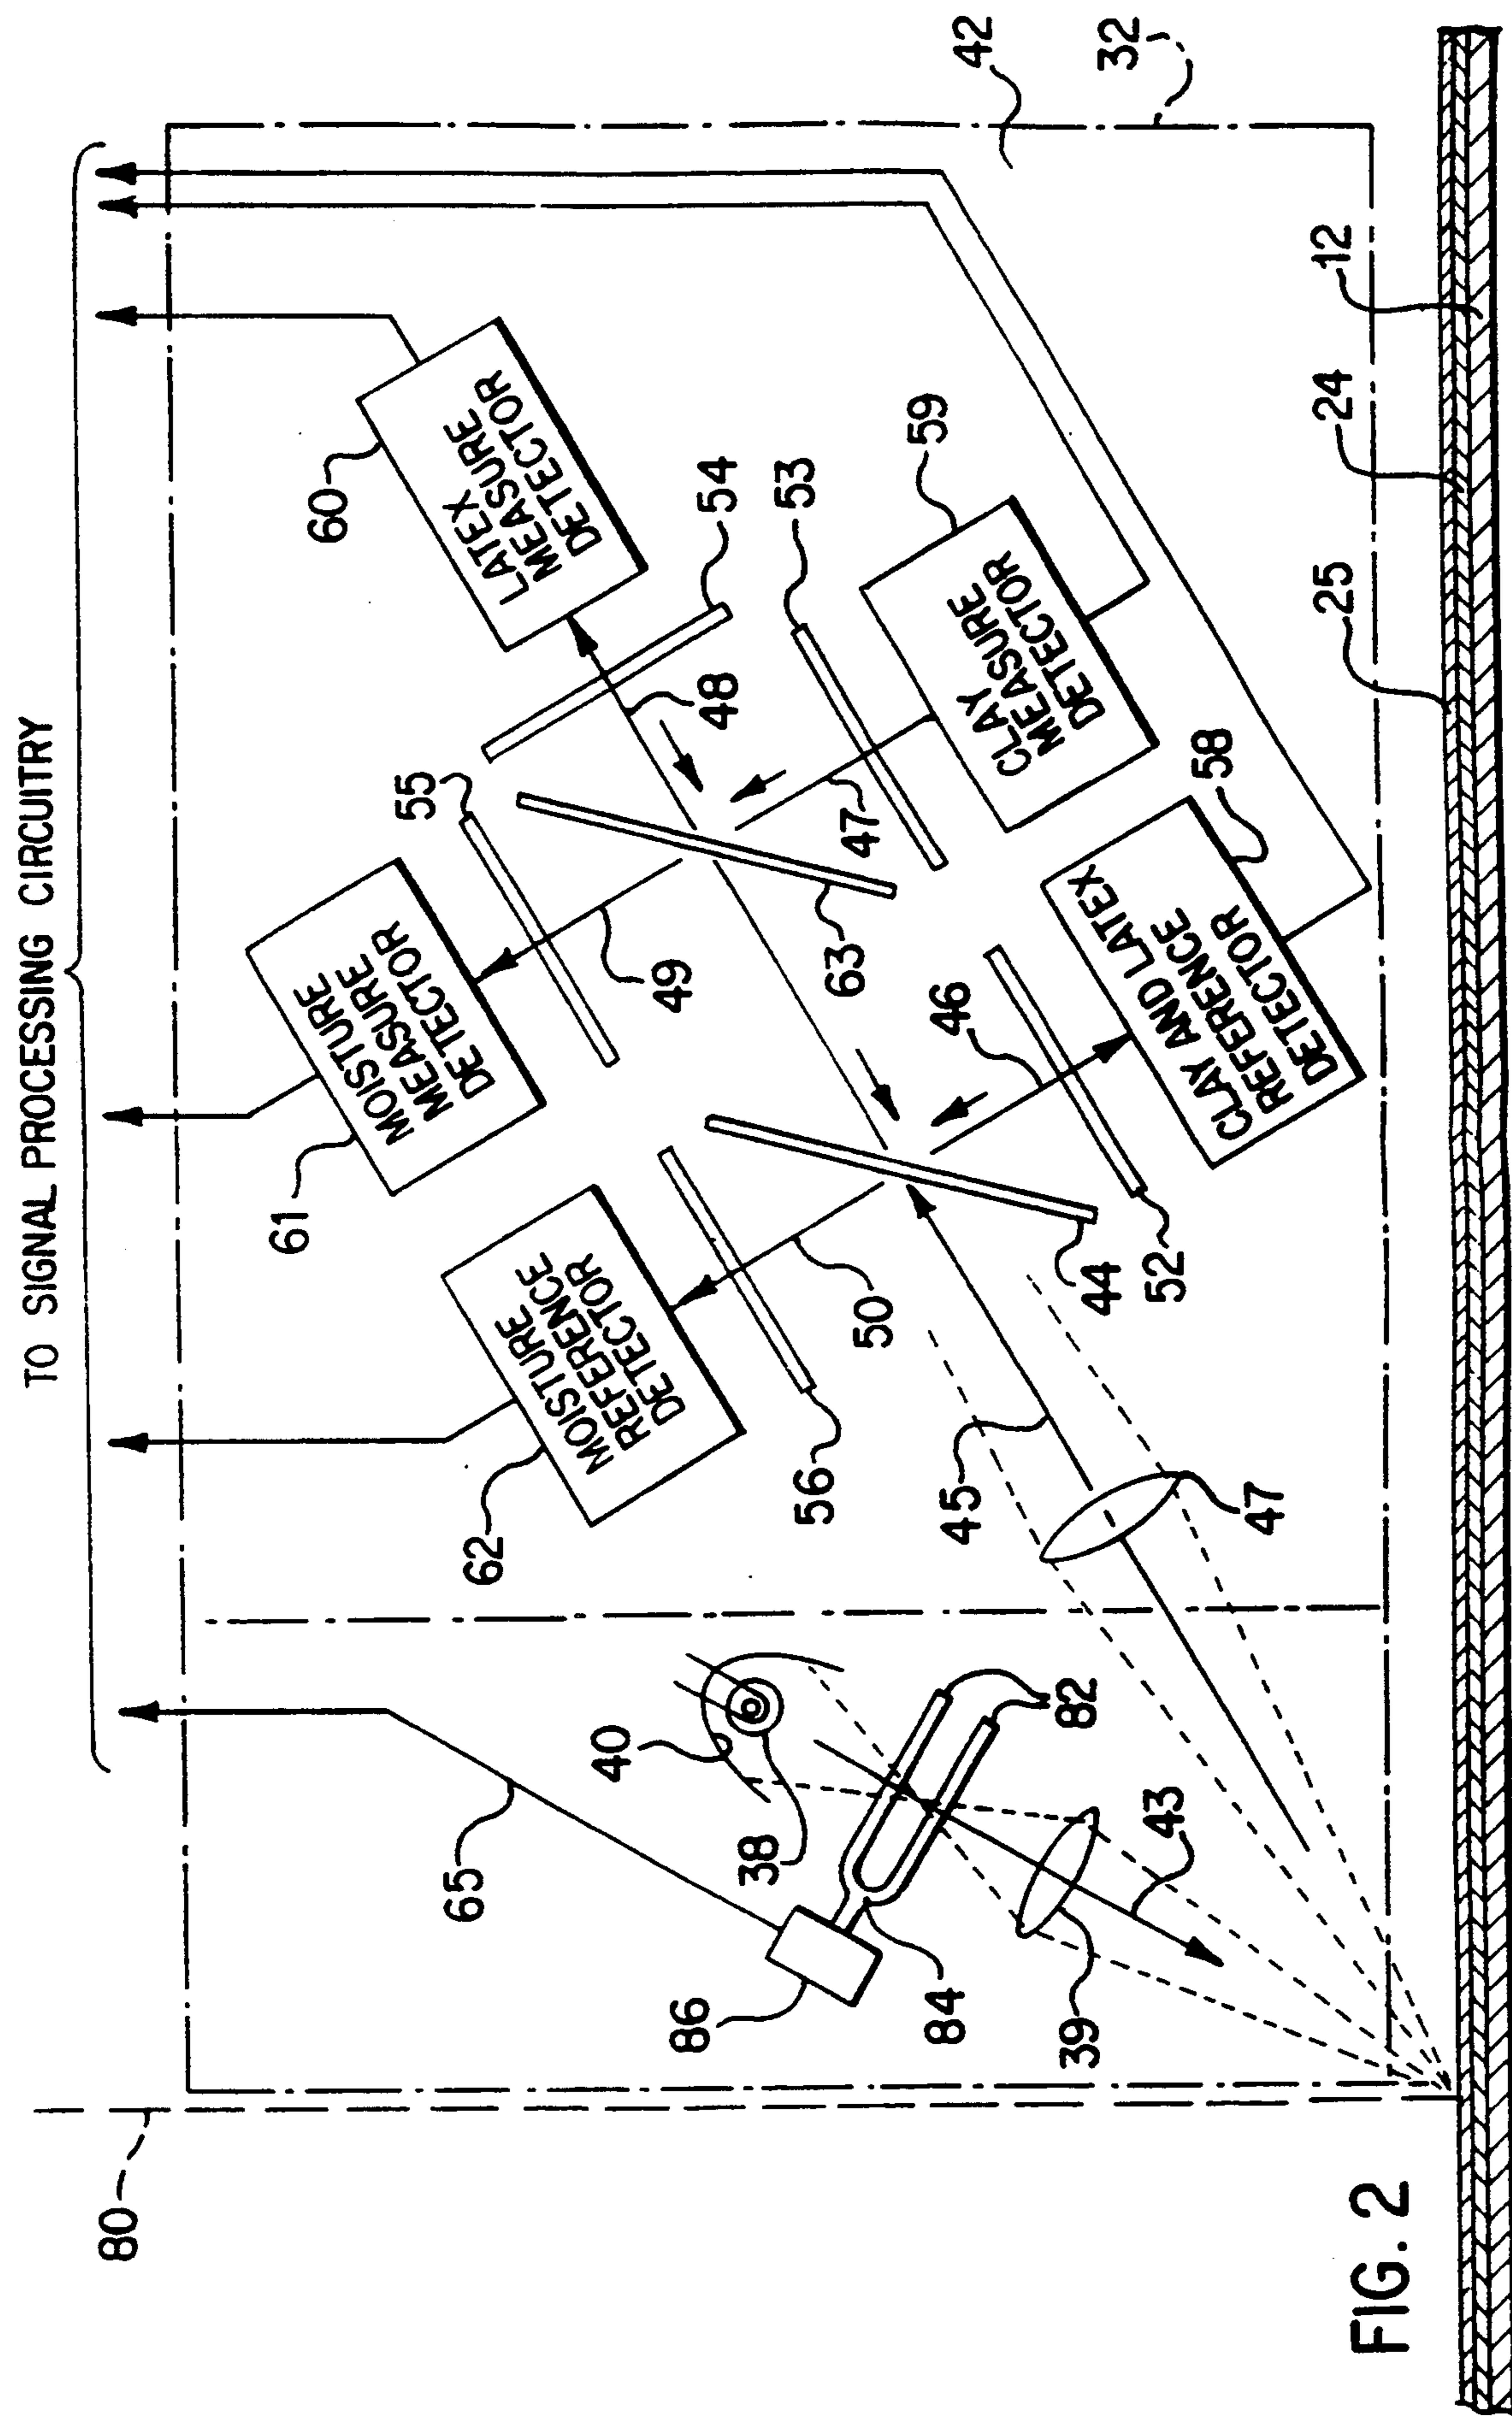 TO SIGNAL PROCESSING CIRCUITRY
80
65
62
61
60
55
54
48
49
63
53
59
47
46
50
56
45
44
52
58
42
32
86
84
38
40
82
39
43
47
25
24
12
MOISTURE
REFERENCE
DETECTOR
MOISTURE
MEASURE
DETECTOR
LATEX
MEASURE
DETECTOR
CLAY
MEASURE
DETECTOR
CLAY AND LATEX
REFERENCE
DETECTOR
FIG. 2